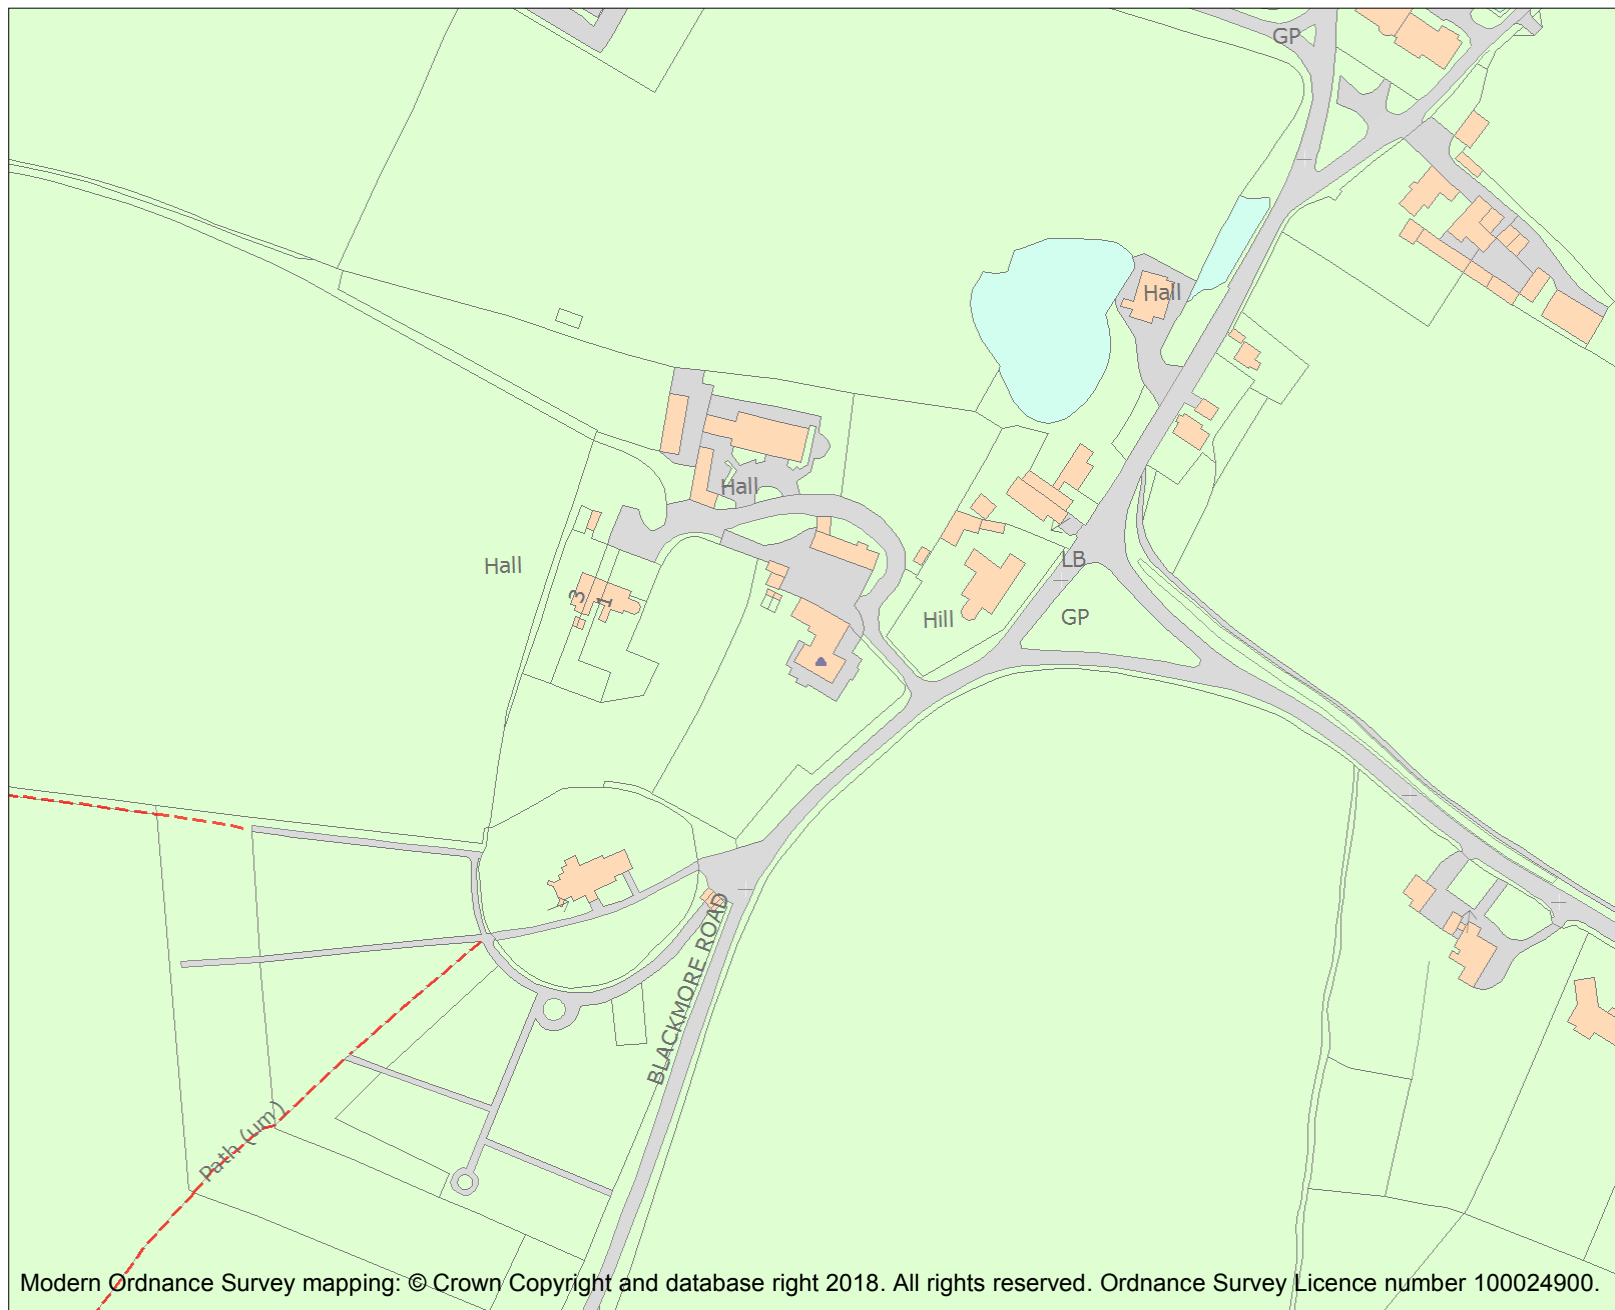 GP
Hall
Hall
Hall
LB
3
1
Hill
GP
BLACKMORE ROAD
Path (um)
Modern Ordnance Survey mapping: © Crown Copyright and database right 2018. All rights reserved. Ordnance Survey Licence number 100024900.